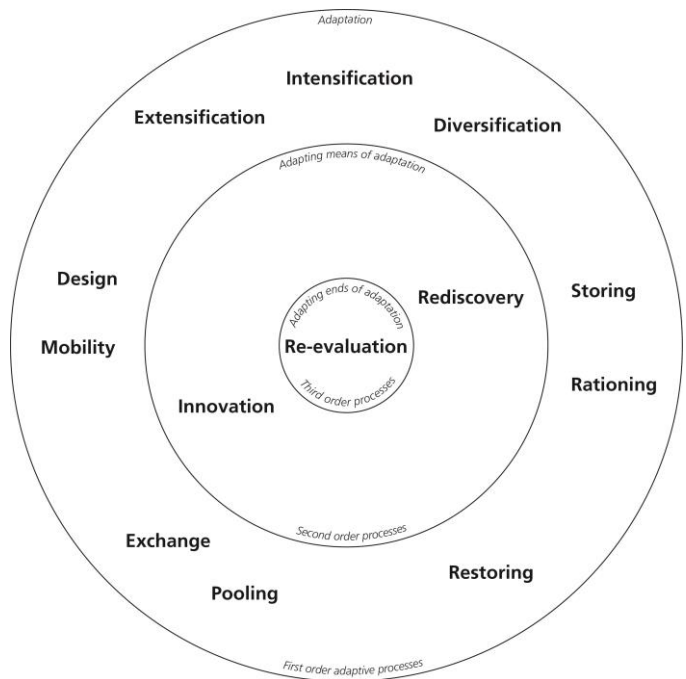 Adaptation
Intensification
Extensification
Diversification
Adapting means of adaptation
Design
Adapting ends of adaptation
Rediscovery
Storing
Mobility
Re-evaluation
Rationing
Third order processes
Innovation
Second order processes
Exchange
Restoring
Pooling
First order adaptive processes